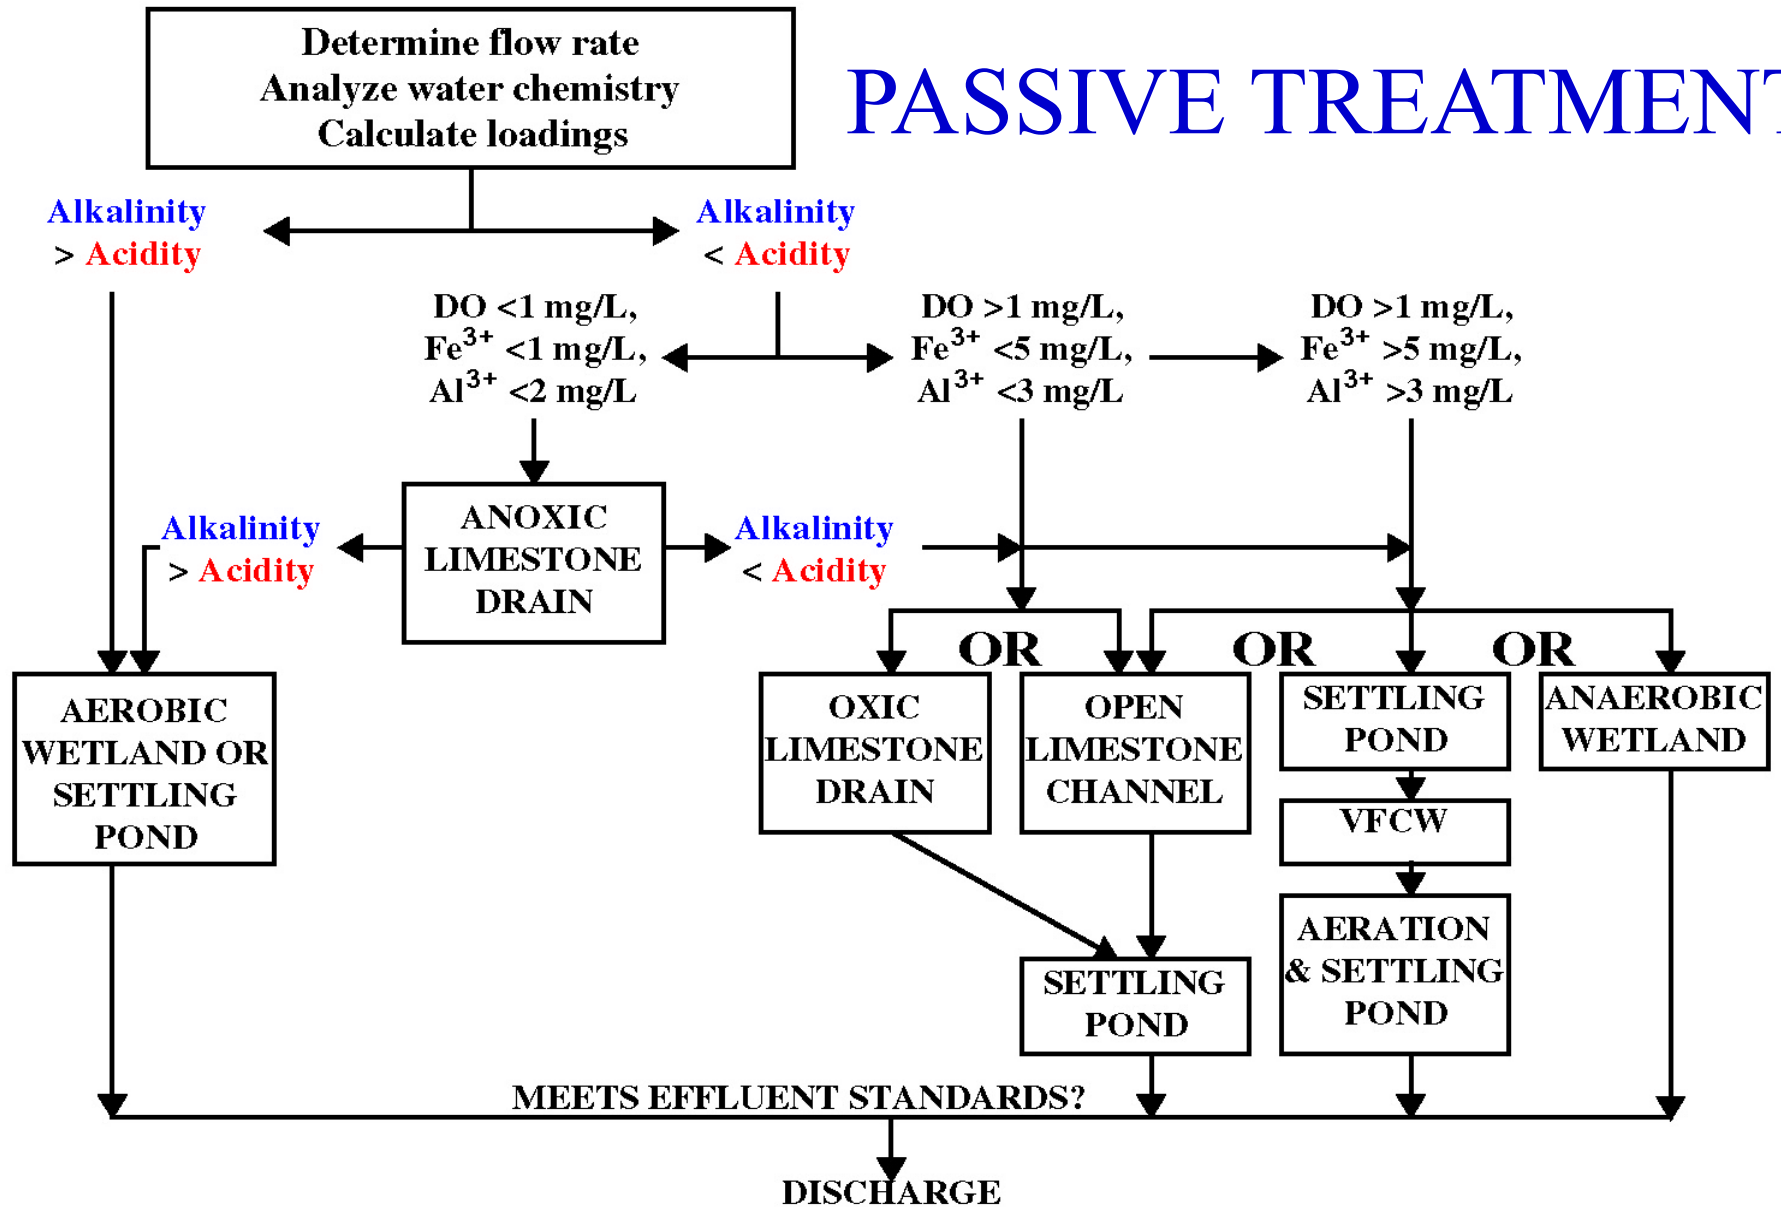 Determine flow rate
Analyze water chemistry
Calculate loadings
PASSIVE TREATMENT
Alkalinity
> Acidity
Alkalinity
< Acidity
DO <1 mg/L,
Fe³⁺ <1 mg/L,
Al³⁺ <2 mg/L
DO >1 mg/L,
Fe³⁺ <5 mg/L,
Al³⁺ <3 mg/L
DO >1 mg/L,
Fe³⁺ >5 mg/L,
Al³⁺ >3 mg/L
Alkalinity
> Acidity
ANOXIC
LIMESTONE
DRAIN
Alkalinity
< Acidity
OR
OR
OR
AEROBIC
WETLAND OR
SETTLING
POND
OXIC
LIMESTONE
DRAIN
OPEN
LIMESTONE
CHANNEL
SETTLING
POND
ANAEROBIC
WETLAND
VFCW
AERATION
& SETTLING
POND
SETTLING
POND
MEETS EFFLUENT STANDARDS?
DISCHARGE